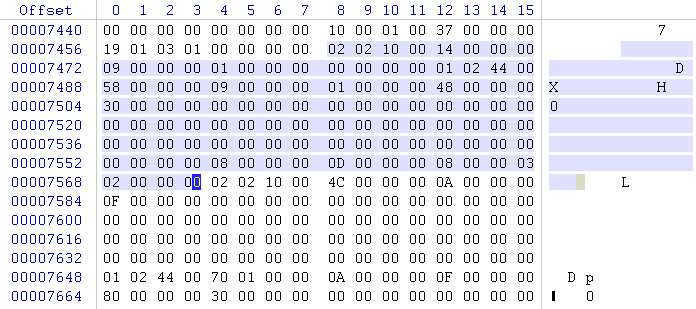 Offset 0 1 2 3 4 5 6 7 8 9 10 11 12 13 14 15
00007440 00 00 00 00 00 00 00 00 10 00 01 00 37 00 00 00 7
00007456 19 01 03 01 00 00 00 00 02 02 10 00 14 00 00 00
00007472 09 00 00 00 01 00 00 00 00 00 00 00 01 02 44 00 D
00007488 58 00 00 00 09 00 00 00 01 00 00 00 48 00 00 00 X H
00007504 30 00 00 00 00 00 00 00 00 00 00 00 00 00 00 00 0
00007520 00 00 00 00 00 00 00 00 00 00 00 00 00 00 00 00
00007536 00 00 00 00 00 00 00 00 00 00 00 00 00 00 00 00
00007552 00 00 00 00 08 00 00 00 0D 00 00 00 08 00 00 03
00007568 02 00 00 00 02 02 10 00 4C 00 00 00 0A 00 00 00 L
00007584 0F 00 00 00 00 00 00 00 00 00 00 00 00 00 00 00
00007600 00 00 00 00 00 00 00 00 00 00 00 00 00 00 00 00
00007616 00 00 00 00 00 00 00 00 00 00 00 00 00 00 00 00
00007632 00 00 00 00 00 00 00 00 00 00 00 00 00 00 00 00
00007648 01 02 44 00 70 01 00 00 0A 00 00 00 0F 00 00 00 D p
00007664 80 00 00 00 30 00 00 00 00 00 00 00 00 00 00 00 0